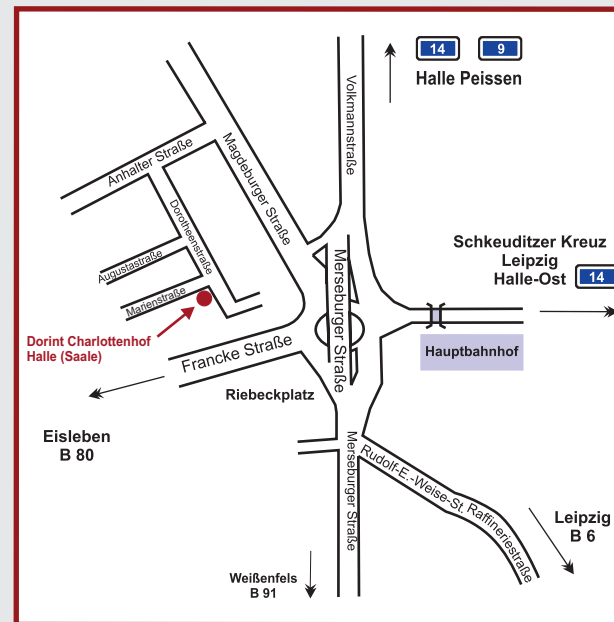 14 9
Halle Peissen
Volkmannstraße
Magdeburger Straße
Anhalter Straße
Dorotheenstraße
Augustastraße
Marienstraße
Merseburger Straße
Schkeuditzer Kreuz
Leipzig
Halle-Ost 14
Dorint Charlottenhof
Halle (Saale)
Francke Straße
Hauptbahnhof
Riebeckplatz
Eisleben
B 80
Merseburger Straße
Rudolf-E.-Weise-St.
Raffineriestraße
Leipzig
B 6
Weißenfels
B 91